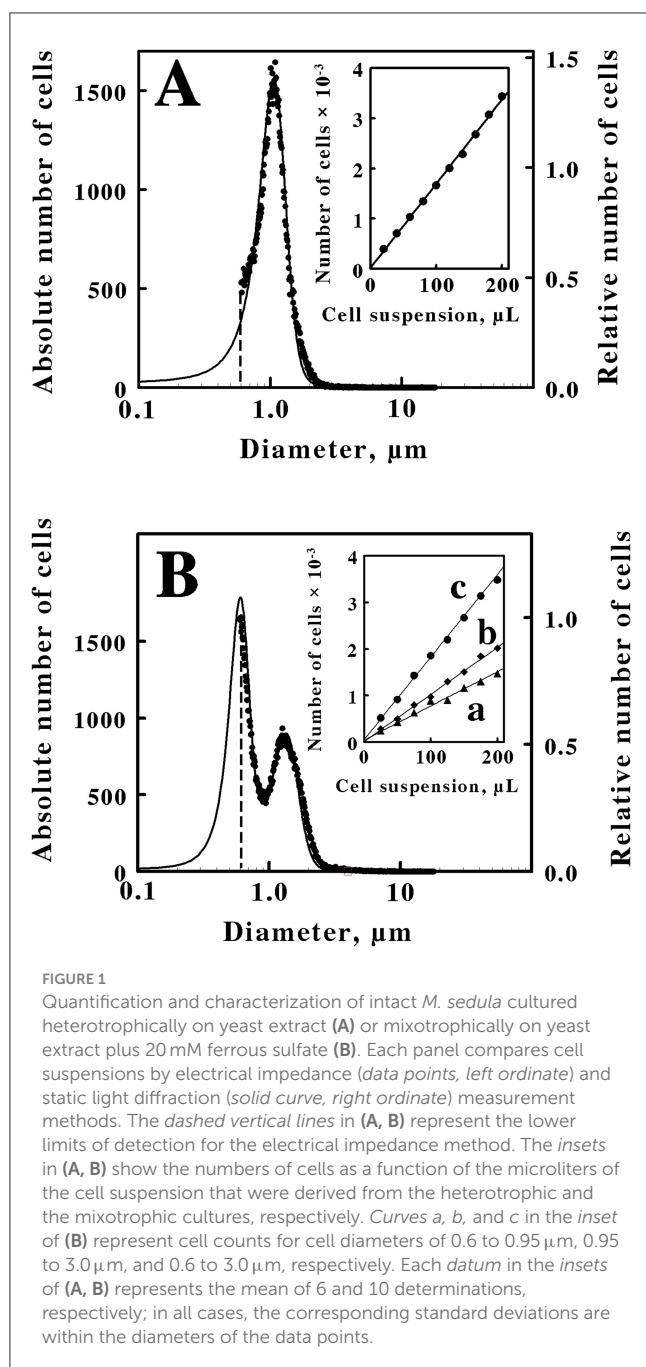 A
Absolute number of cells
1500
1000
500
0
0.1
1.0
10
Diameter, µm
1.5
1.0
0.5
0.0
Relative number of cells
Number of cells × 10⁻³
4
3
2
1
0
0
100
200
Cell suspension, µL
B
Absolute number of cells
1500
1000
500
0
0.1
1.0
10
Diameter, µm
1.0
0.5
0.0
Relative number of cells
Number of cells × 10⁻³
4
3
2
1
0
0
50
100
150
200
Cell suspension, µL
c
b
a
FIGURE 1
Quantification and characterization of intact M. sedula cultured
heterotrophically on yeast extract (A) or mixotrophically on yeast
extract plus 20 mM ferrous sulfate (B). Each panel compares cell
suspensions by electrical impedance (data points, left ordinate) and
static light diffraction (solid curve, right ordinate) measurement
methods. The dashed vertical lines in (A, B) represent the lower
limits of detection for the electrical impedance method. The insets
in (A, B) show the numbers of cells as a function of the microliters of
the cell suspension that were derived from the heterotrophic and
the mixotrophic cultures, respectively. Curves a, b, and c in the inset
of (B) represent cell counts for cell diameters of 0.6 to 0.95 µm, 0.95
to 3.0 µm, and 0.6 to 3.0 µm, respectively. Each datum in the insets
of (A, B) represents the mean of 6 and 10 determinations,
respectively; in all cases, the corresponding standard deviations are
within the diameters of the data points.